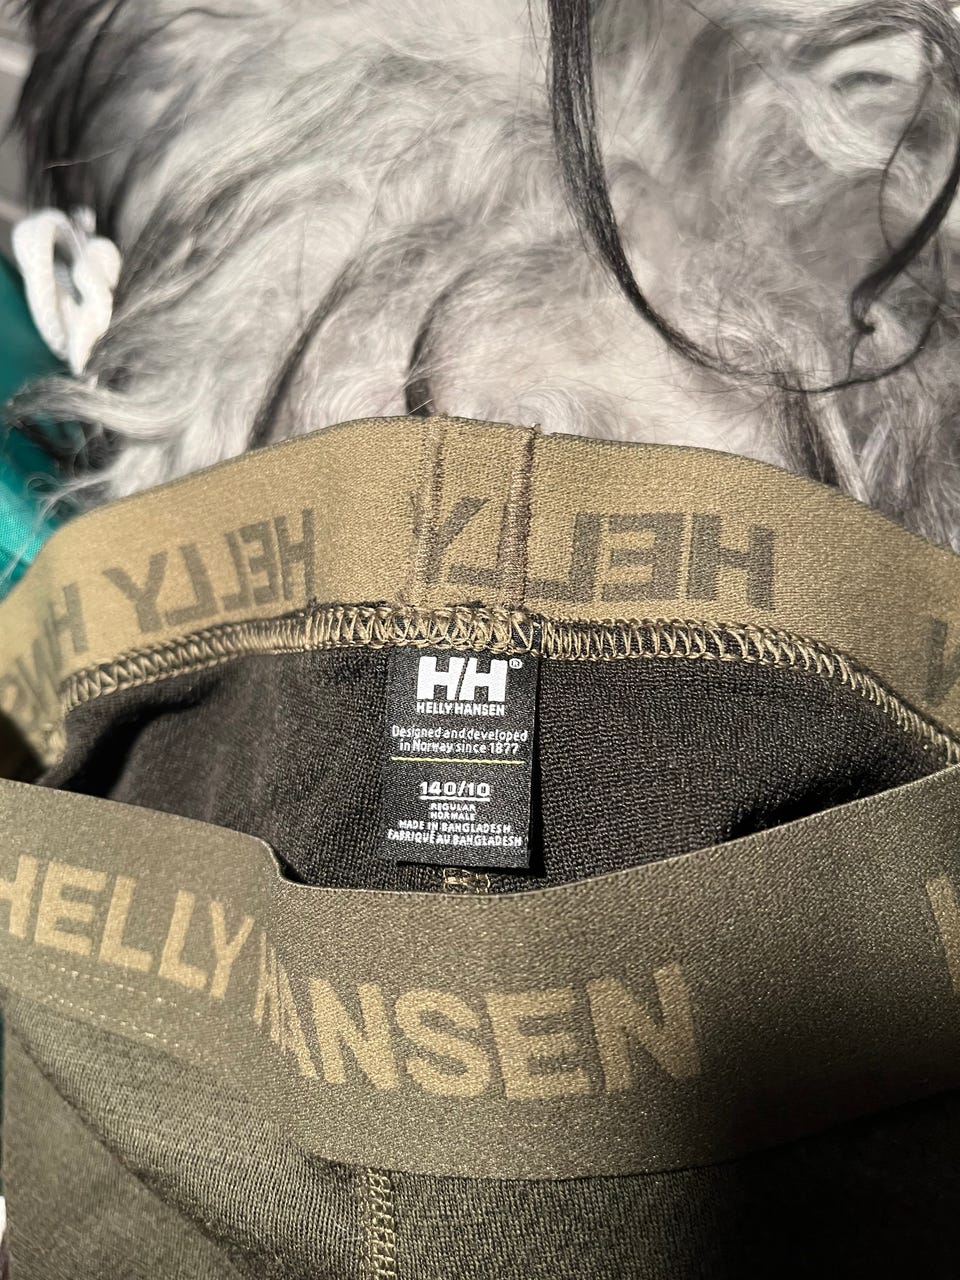 HELLY
HELLY
HH®
HELLY HANSEN
Designed and developed
in Norway since 1877
140/10
REGULAR
NORMALE
MADE IN BANGLADESH
FABRIQUÉ AU BANGLADESH
HELLY HANSEN